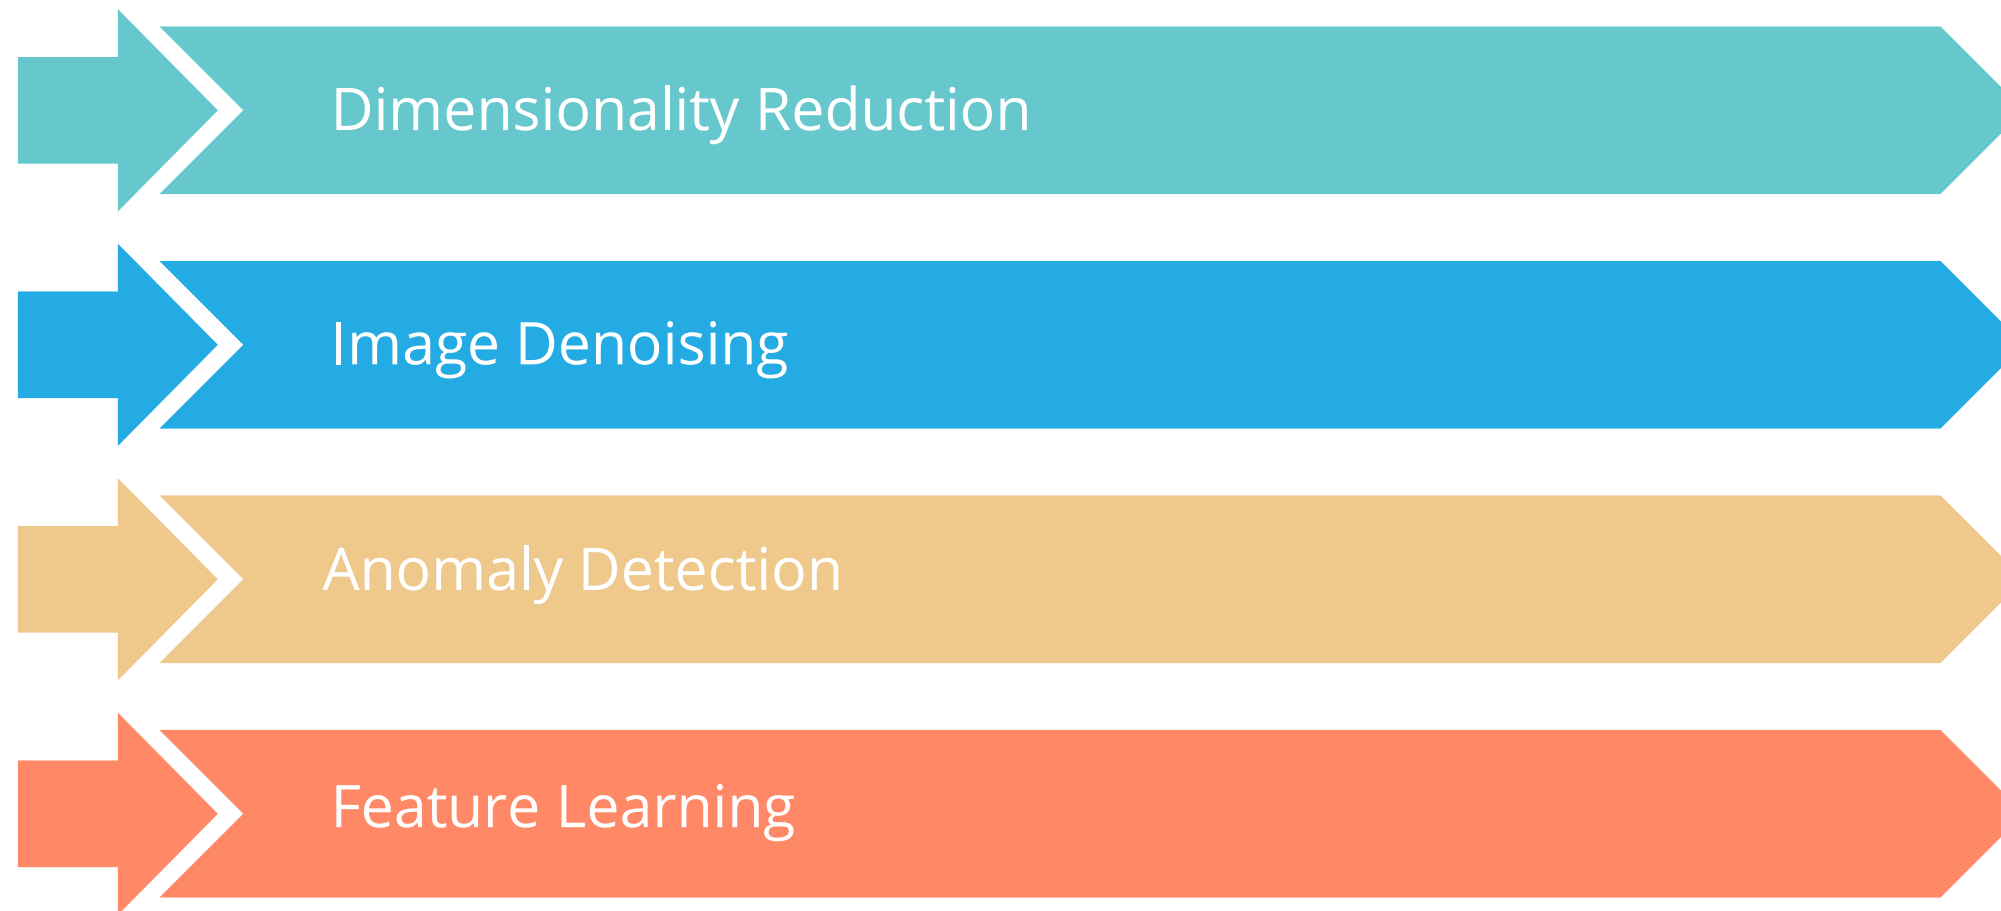 Dimensionality Reduction
Image Denoising
Anomaly Detection
Feature Learning